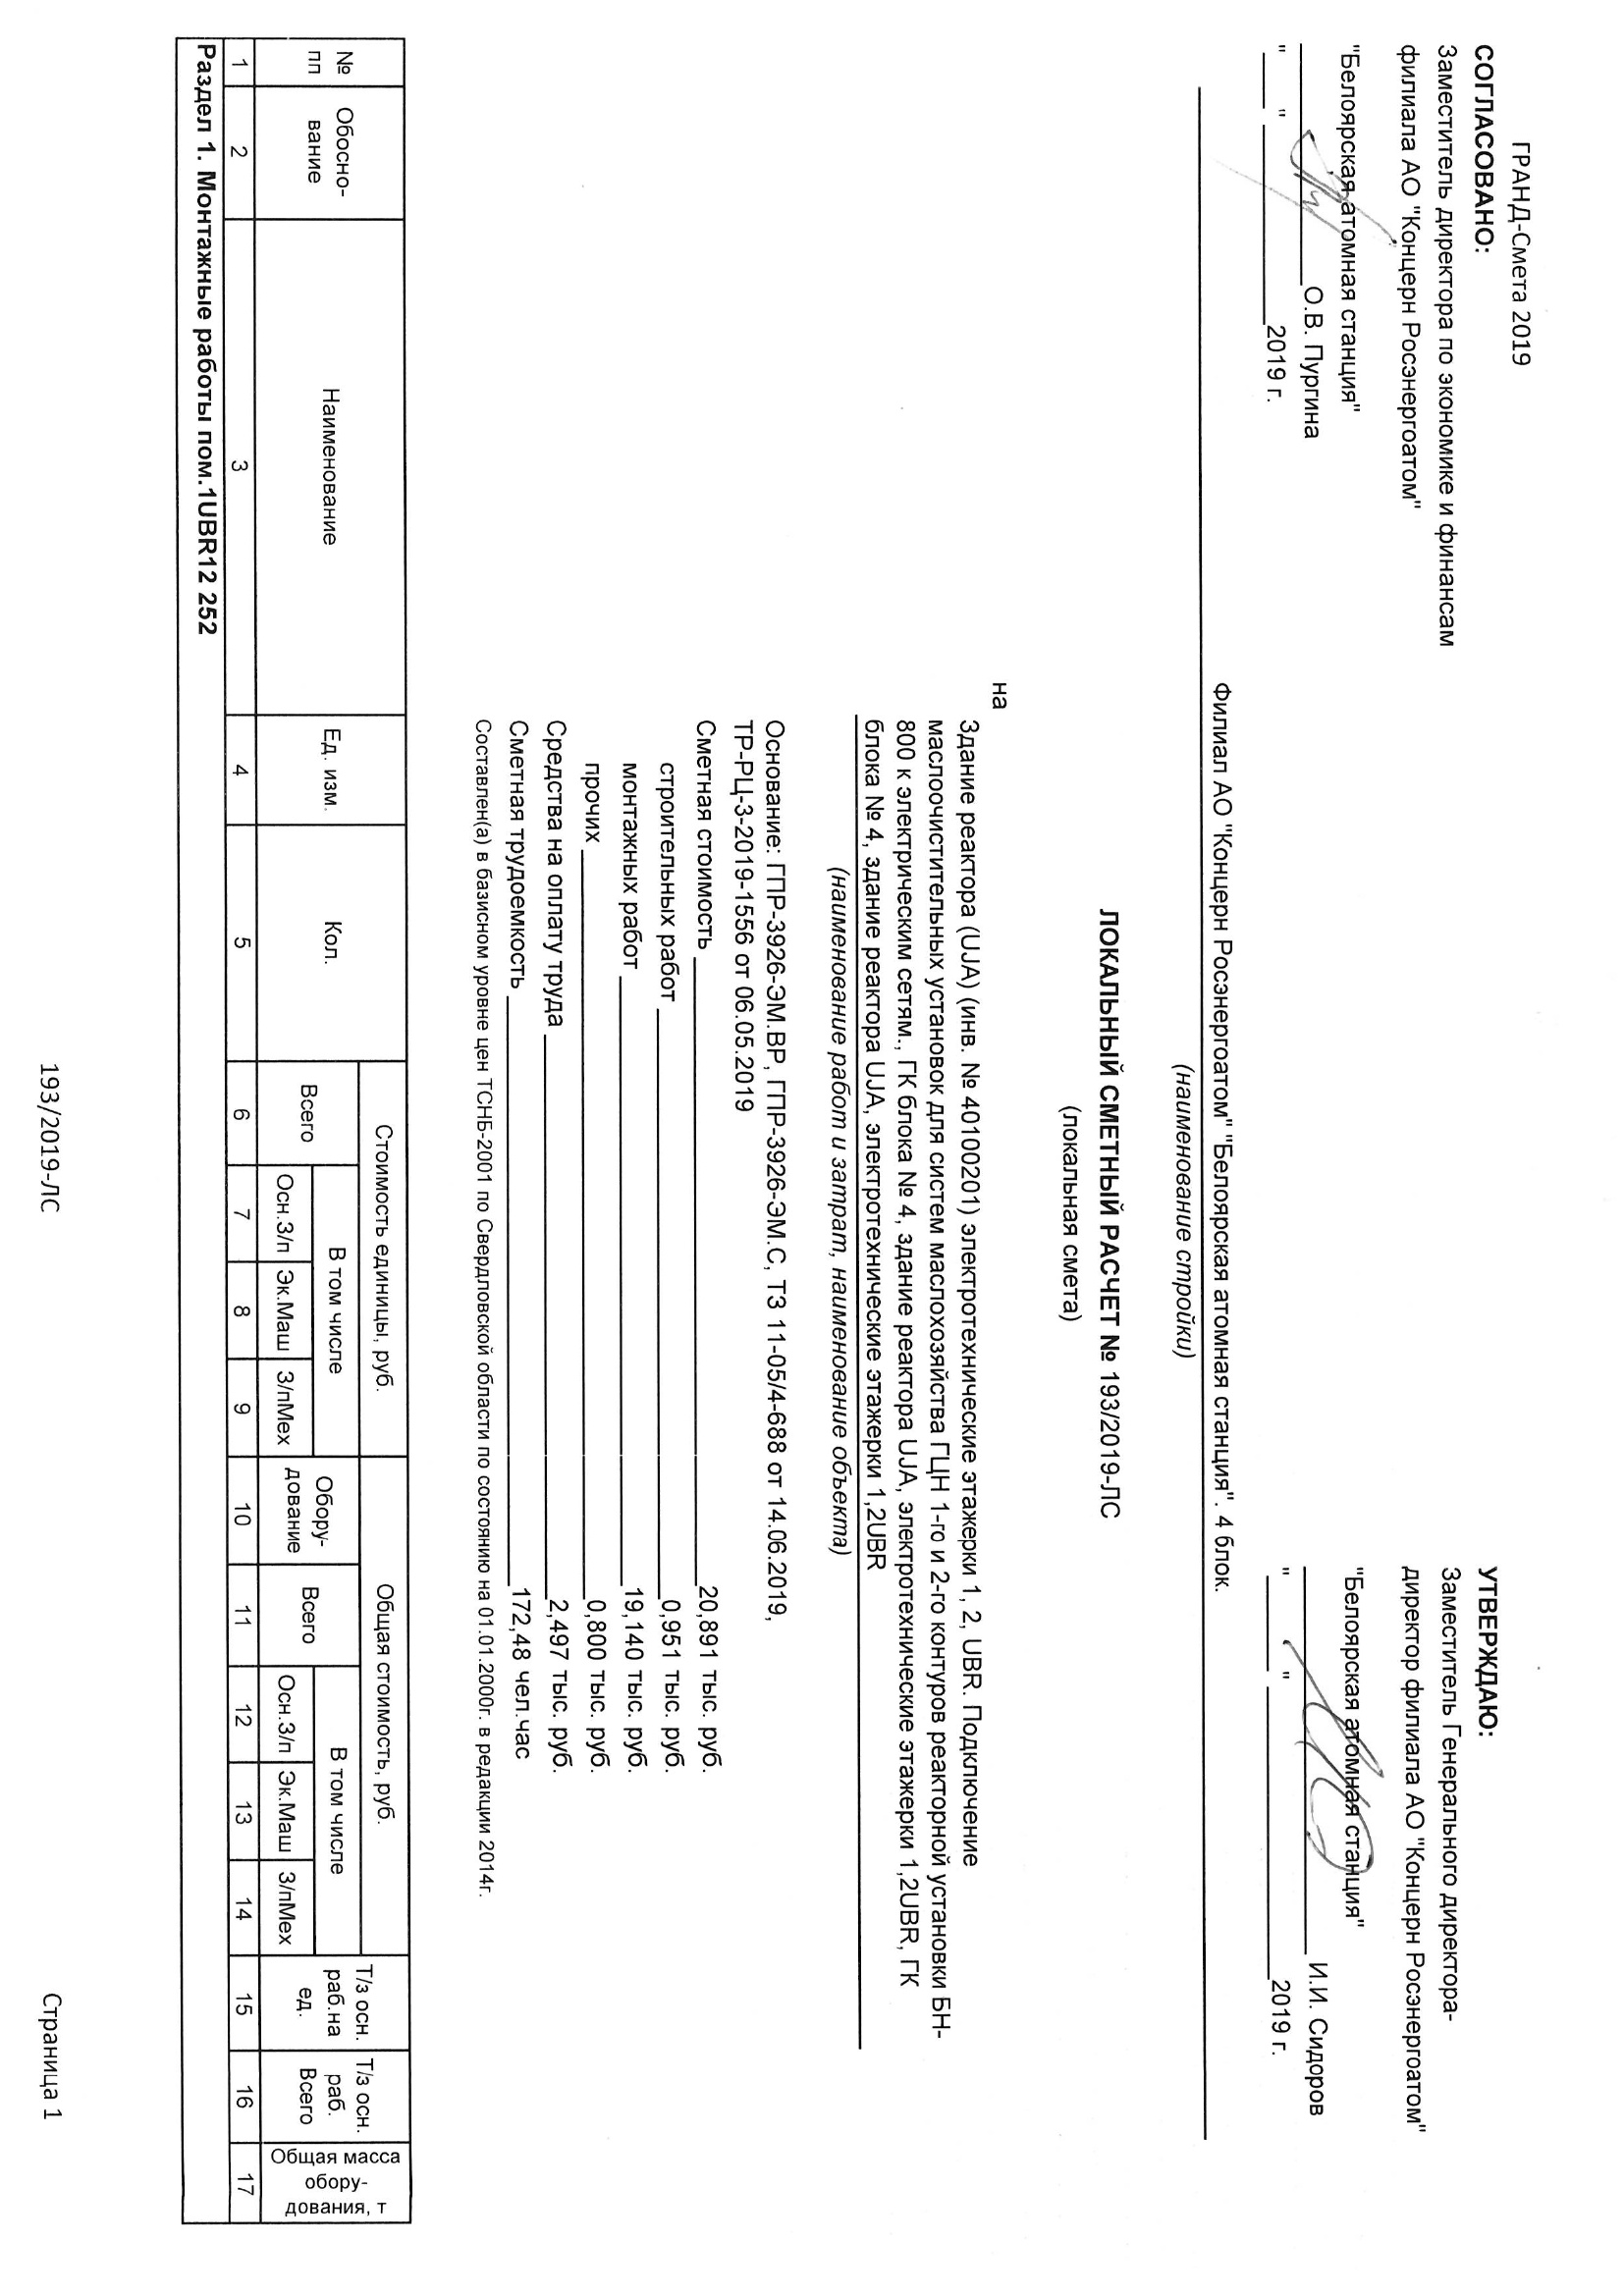 ГРАНД-Смета 2019
СОГЛАСОВАНО:
Заместитель директора по экономике и финансам
филиала АО "Концерн Росэнергоатом"
"Белоярская атомная станция"
О.В. Пургина
"___" ____________ 2019 г.
УТВЕРЖДАЮ:
Заместитель Генерального директора-
директор филиала АО "Концерн Росэнергоатом"
"Белоярская атомная станция"
И.И. Сидоров
"___" ____________ 2019 г.
Филиал АО "Концерн Росэнергоатом" "Белоярская атомная станция". 4 блок.
(наименование стройки)
ЛОКАЛЬНЫЙ СМЕТНЫЙ РАСЧЕТ № 193/2019-ЛС
(локальная смета)
на
Здание реактора (UJA) (инв. № 40100201) электротехнические этажерки 1, 2, UBR. Подключение
маслоочистительных установок для систем маслохозяйства ГЦН 1-го и 2-го контуров реакторной установки БН-
800 к электрическим сетям., ГК блока № 4, здание реактора UJA, электротехнические этажерки 1,2UBR, ГК
блока № 4, здание реактора UJA, электротехнические этажерки 1,2UBR
(наименование работ и затрат, наименование объекта)
Основание: ГПР-3926-ЭМ.ВР, ГПР-3926-ЭМ.С, ТЗ 11-05/4-688 от 14.06.2019,
ТР-РЦ-3-2019-1556 от 06.05.2019
Сметная стоимость 20,891 тыс. руб.
строительных работ 0,951 тыс. руб.
монтажных работ 19,140 тыс. руб.
прочих 0,800 тыс. руб.
Средства на оплату труда 2,497 тыс. руб.
Сметная трудоемкость 172,48 чел.час
Составлен(а) в базисном уровне цен ТСНБ-2001 по Свердловской области по состоянию на 01.01.2000г. в редакции 2014г.
№ пп
Обосно-
вание
Наименование
Ед. изм.
Кол.
Стоимость единицы, руб.
Всего
В том числе
Осн.З/п Эк.Маш З/пМех
Общая стоимость, руб.
Обору-
дование
Всего
В том числе
Осн.З/п Эк.Маш З/пМех
Т/з осн.
раб.на
ед.
Т/з осн.
раб.
Всего
Общая масса
обору-
дования, т
1 2 3 4 5 6 7 8 9 10 11 12 13 14 15 16 17
Раздел 1. Монтажные работы пом.1UBR12 252
193/2019-ЛС
Страница 1